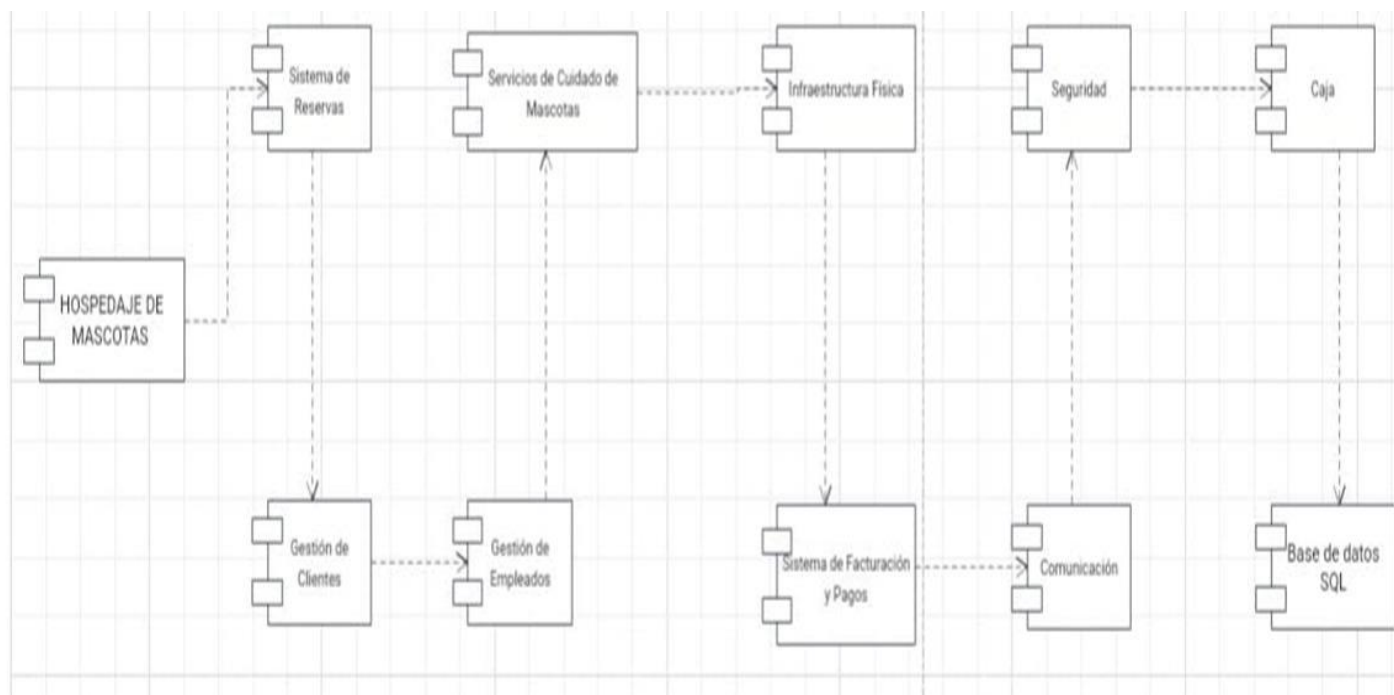 Sistema de
Reservas
Servicios de Cuidado de
Mascotas
Infraestructura Física
Seguridad
Caja
HOSPEDAJE DE
MASCOTAS
Gestión de
Clientes
Gestión de
Empleados
Sistema de Facturación
y Pagos
Comunicación
Base de datos
SQL